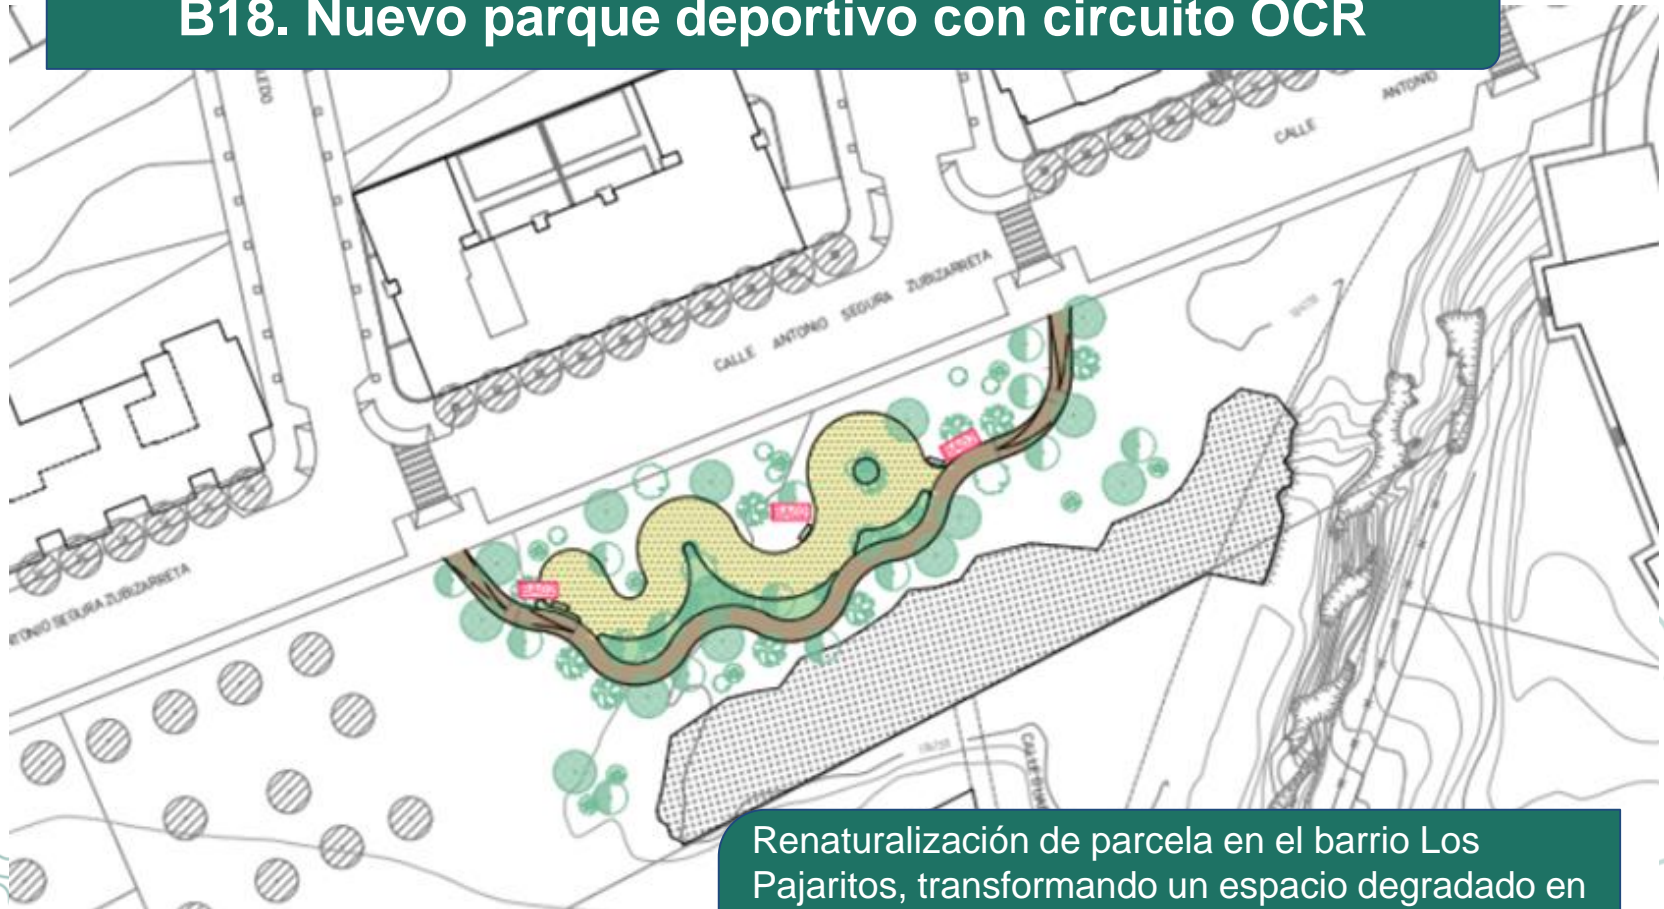 B18. Nuevo parque deportivo con circuito OCR
CALLE ANTONIO
CALLE ANTONIO SEGURA ZUBIZARRETA
ANTONIO SEGURA ZUBIZARRETA
Renaturalización de parcela en el barrio Los
Pajaritos, transformando un espacio degradado en